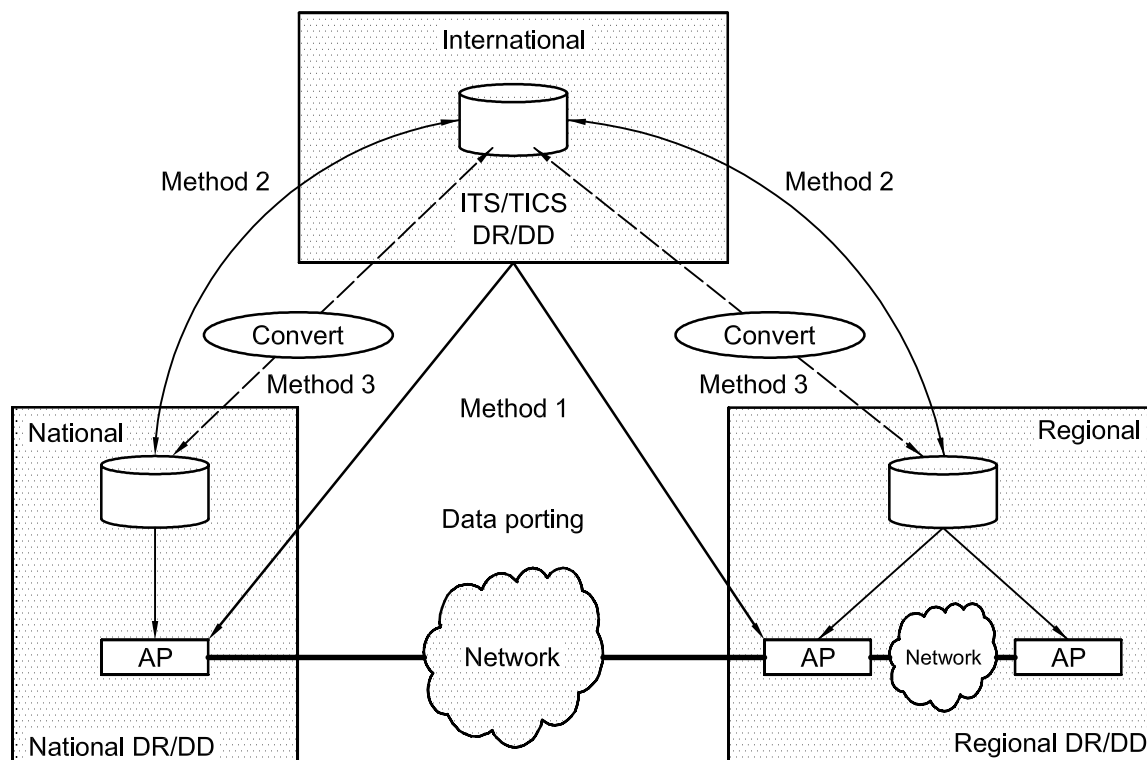 International
Method 2
Method 2
ITS/TICS
DR/DD
Convert
Convert
Method 3
Method 3
Method 1
National
Regional
Data porting
AP
Network
AP
Network
AP
National DR/DD
Regional DR/DD